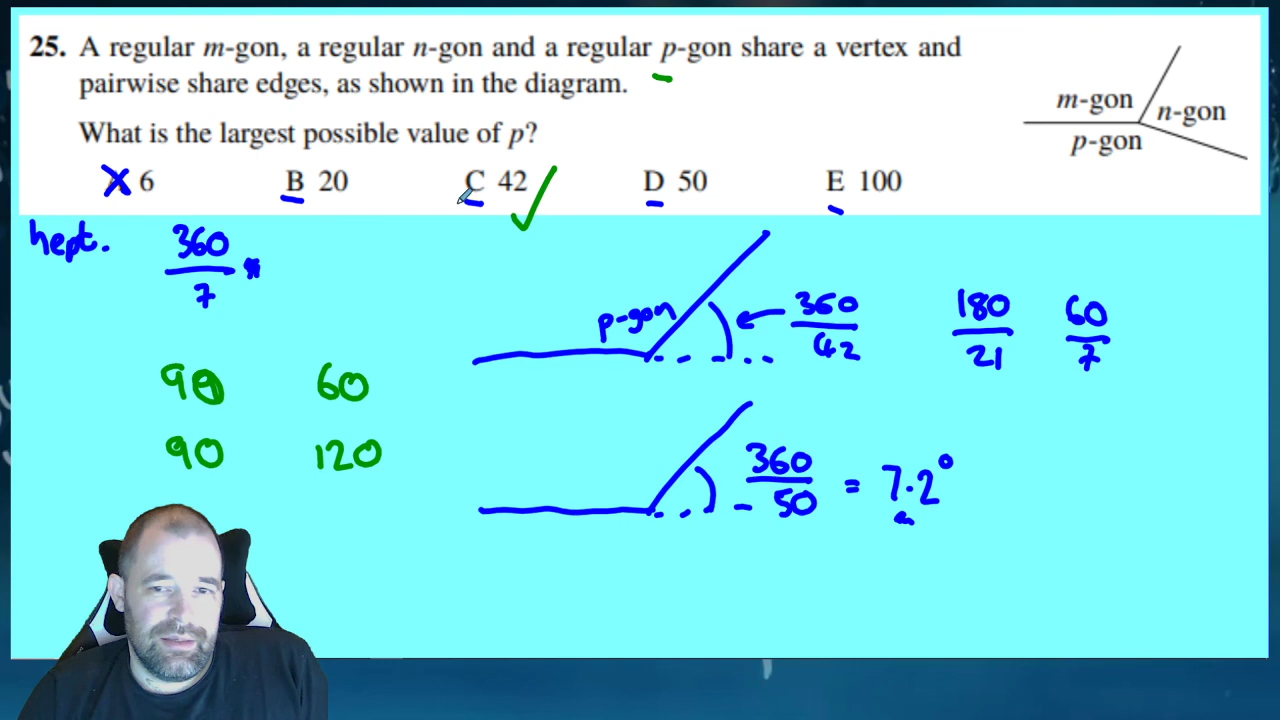 25. A regular m-gon, a regular n-gon and a regular p-gon share a vertex and
pairwise share edges, as shown in the diagram.
What is the largest possible value of p?
m-gon
n-gon
p-gon
6 B 20 C 42 D 50 E 100
hept.
360
7
p-gon
360
42
180
21
60
7
90 60
90 120
360
50
= 7.2°